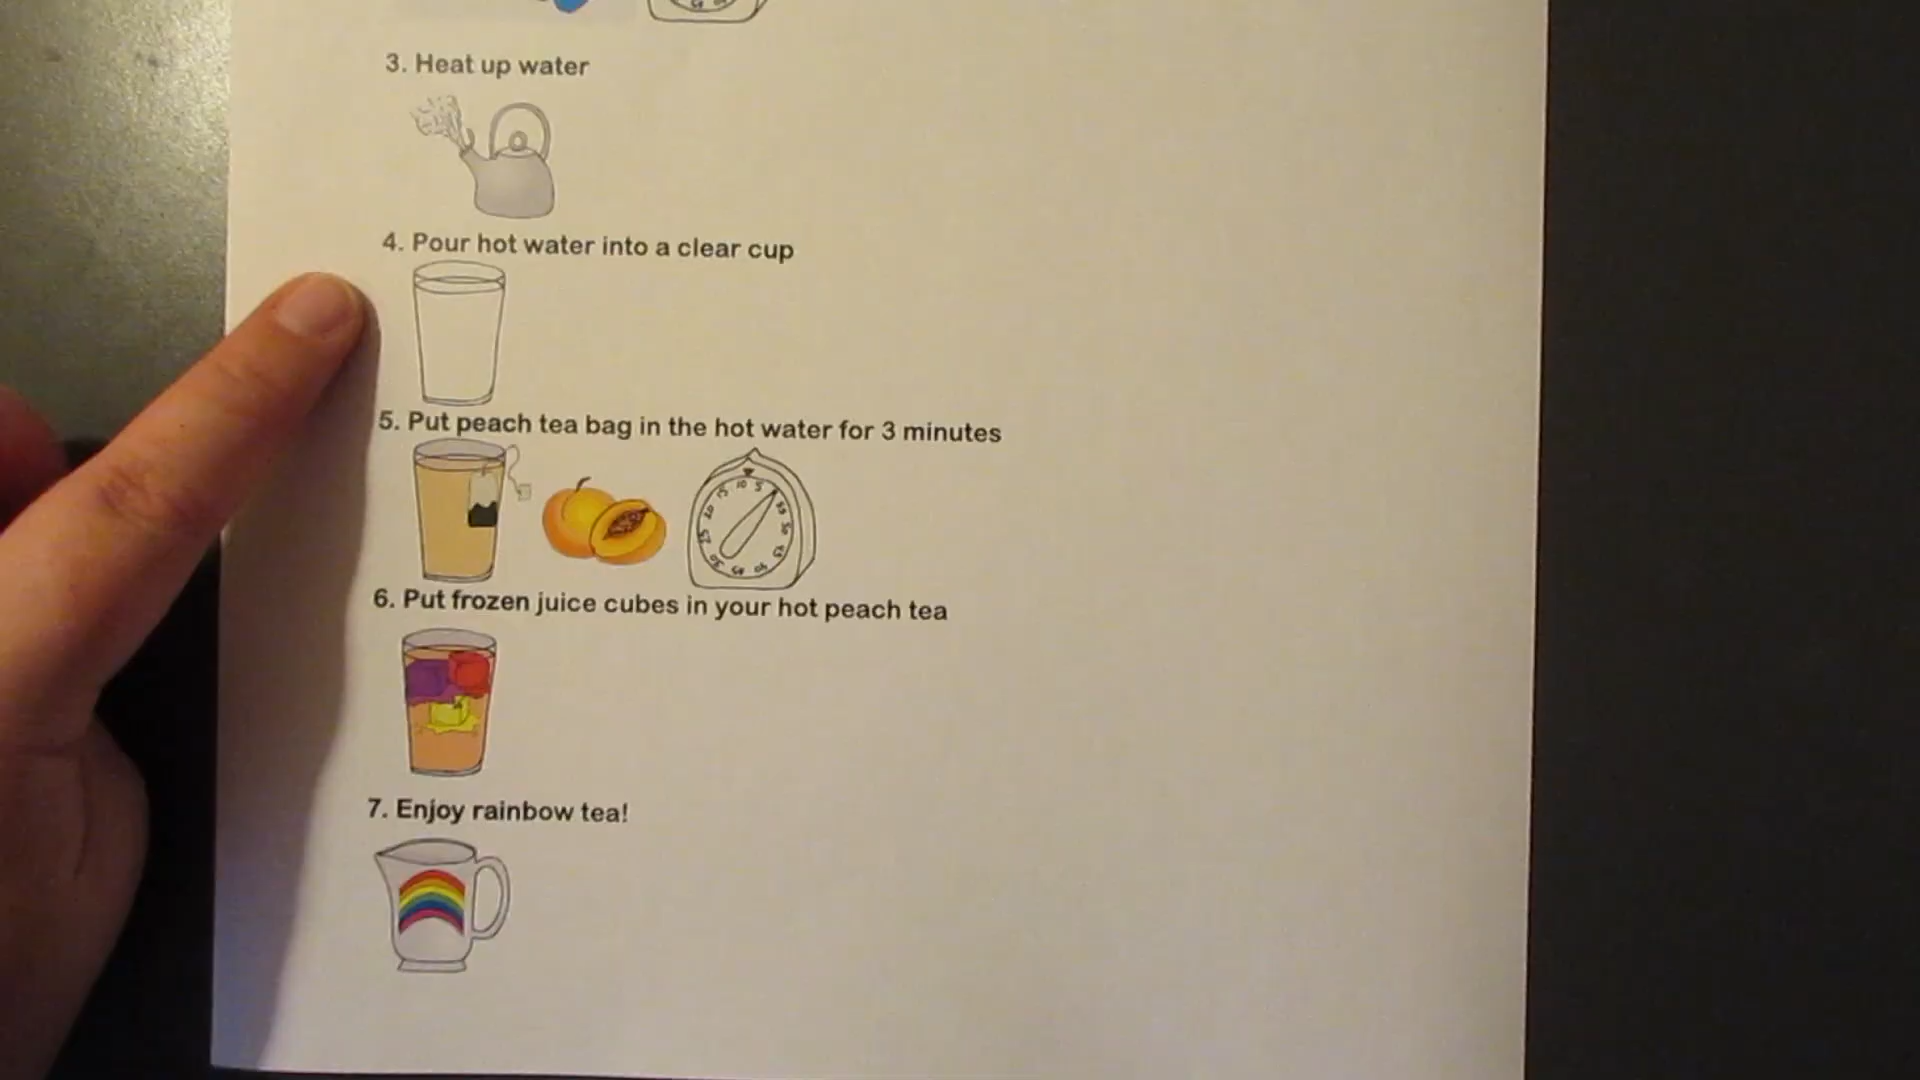 3. Heat up water
4. Pour hot water into a clear cup
5. Put peach tea bag in the hot water for 3 minutes
6. Put frozen juice cubes in your hot peach tea
7. Enjoy rainbow tea!